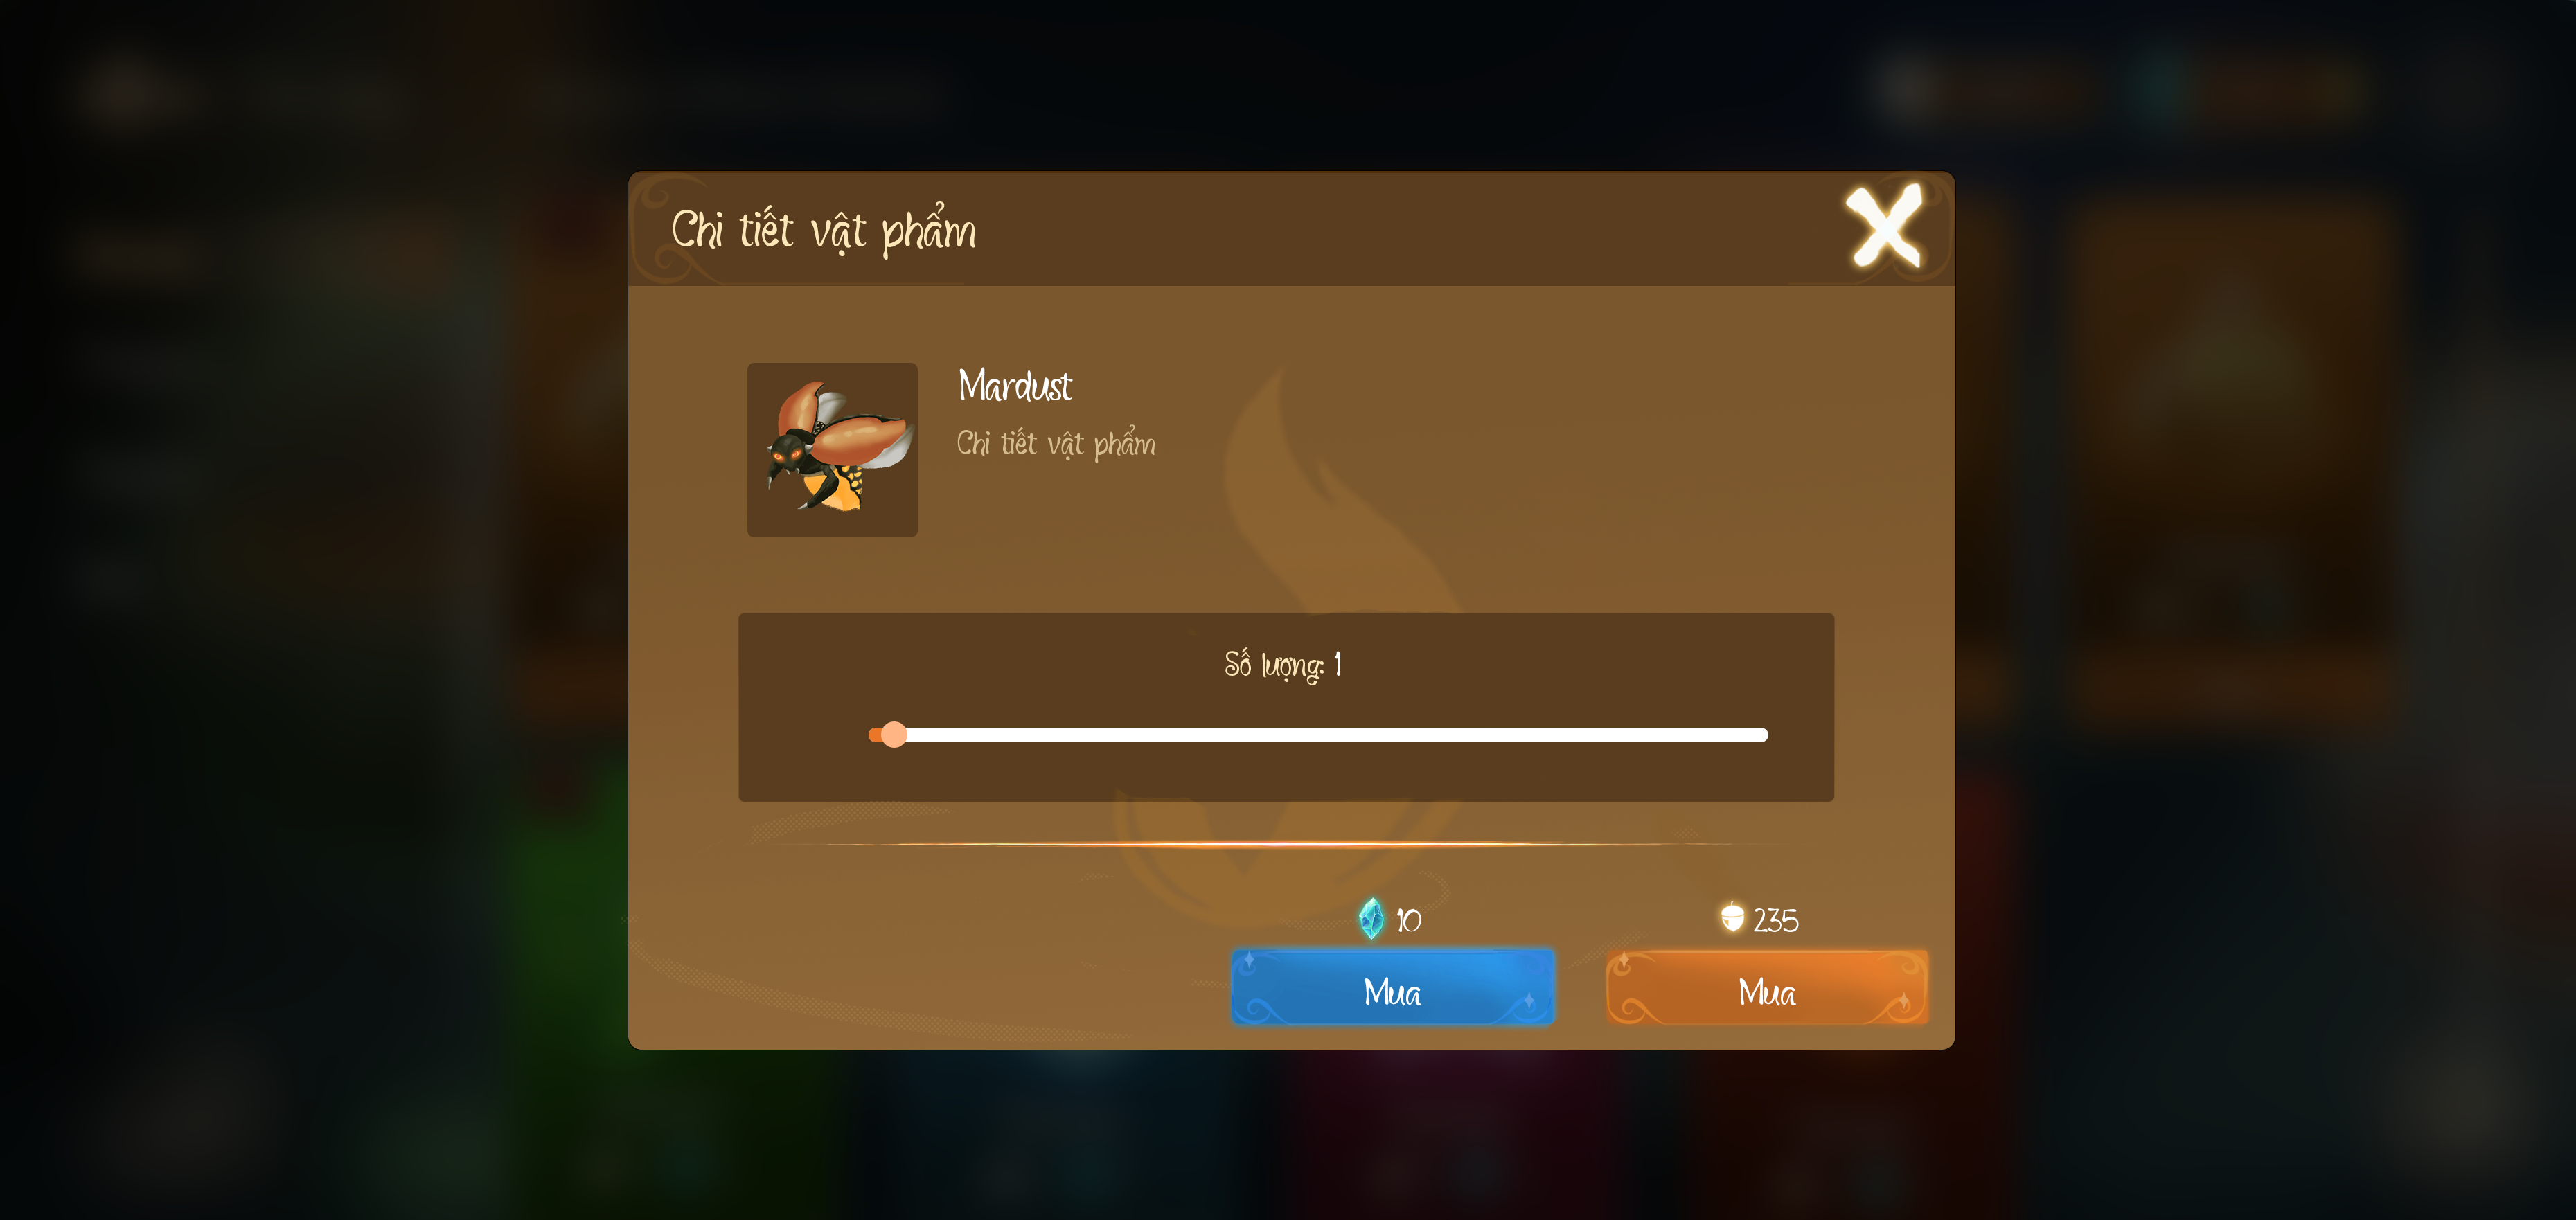 Chi tiết vật phẩm
Mardust
Chi tiết vật phẩm
Số lượng: 1
10
235
Mua
Mua